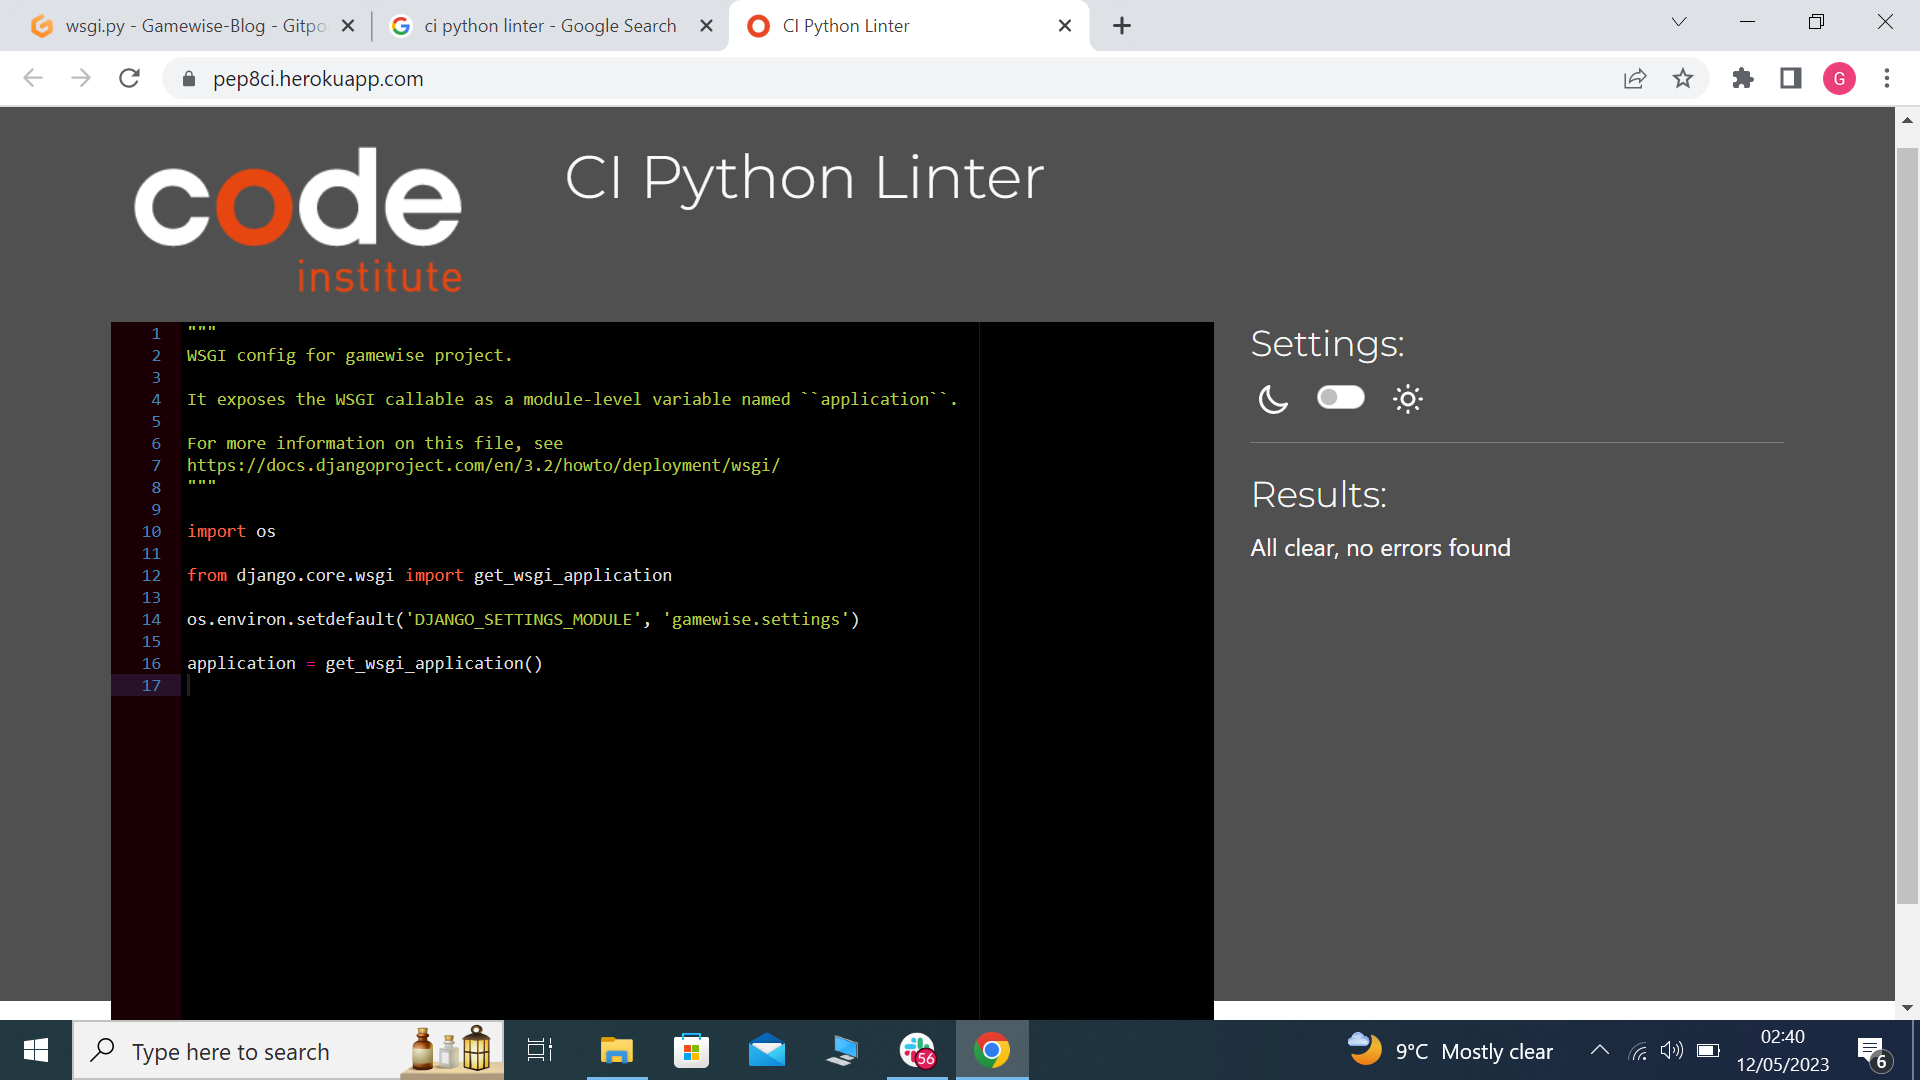 wsgi.py - Gamewise-Blog - Gitpo
ci python linter - Google Search
CI Python Linter
pep8ci.herokuapp.com
G
code
institute
CI Python Linter
1 """
2 WSGI config for gamewise project.
3
4 It exposes the WSGI callable as a module-level variable named ``application``.
5
6 For more information on this file, see
7 https://docs.djangoproject.com/en/3.2/howto/deployment/wsgi/
8 """
9
10 import os
11
12 from django.core.wsgi import get_wsgi_application
13
14 os.environ.setdefault('DJANGO_SETTINGS_MODULE', 'gamewise.settings')
15
16 application = get_wsgi_application()
17
Settings:
Results:
All clear, no errors found
Type here to search
56
9°C Mostly clear
02:40
12/05/2023
6